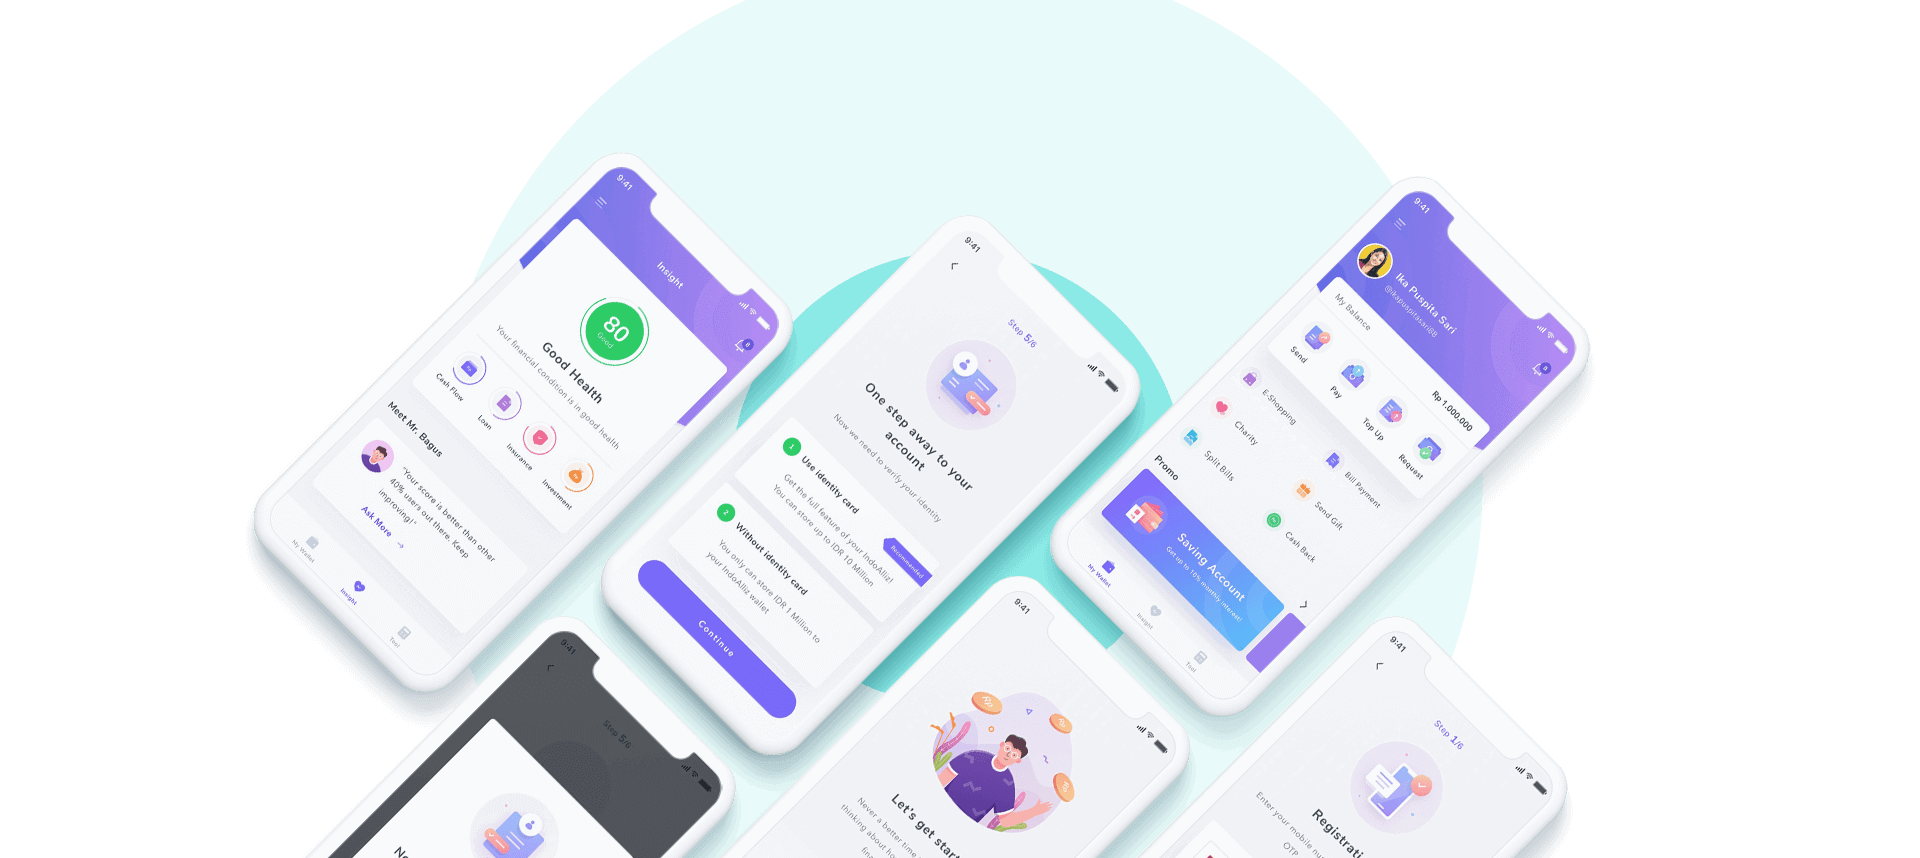 9:41
Insight
6
80
Good
Good Health
Your financial condition is in good health
Cash Flow
Loan
Insurance
Investment
Meet Mr. Bagus
"Your score is better than other
40% users out there. Keep
improving!"
Ask More
My Wallet
Insight
Tool
9:41
Step 5/6
One step away to your
account
Now we need to verify your identity
1
Use identity card
Get the full feature of your IndoAlliz!
You can store up to IDR 10 Million
Recommended
2
Without identity card
You only can store IDR 1 Million to
your IndoAlliz wallet
Continue
9:41
Ika Puspita Sari
@ikapuspitasari88
My Balance
Rp 1.000.000
Send
Pay
Top Up
Request
E-Shopping
Bill Payment
Charity
Send Gift
Split Bills
Cash Back
Promo
Saving Account
Get up to 10% monthly interest!
My Wallet
Insight
Tool
9:41
Step 5/6
9:41
Rp
Let's get start
Never a better time
thinking about ho
9:41
Step 1/6
Registrati
Enter your mobile nu
OTP